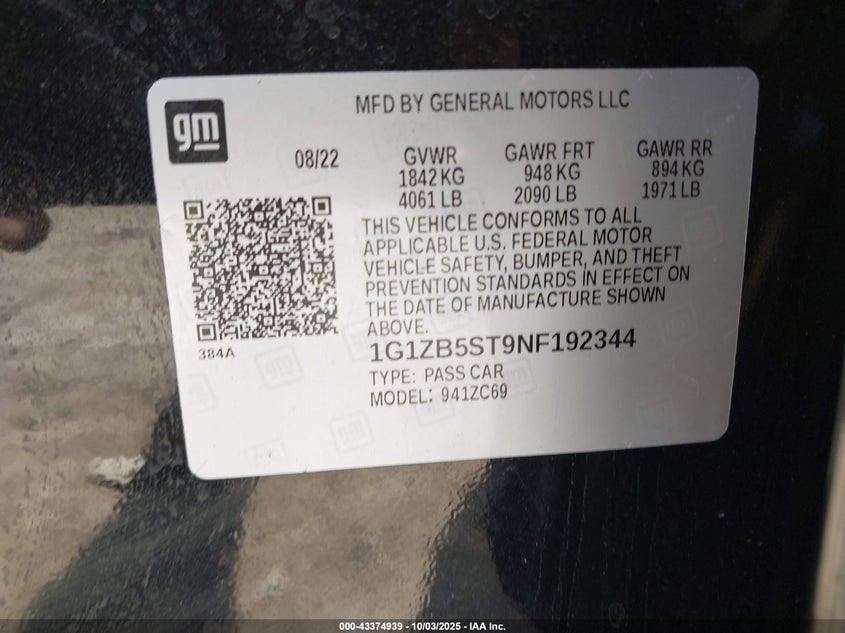 gm
MFD BY GENERAL MOTORS LLC
08/22
GVWR
1842 KG
4061 LB
GAWR FRT
948 KG
2090 LB
GAWR RR
894 KG
1971 LB
THIS VEHICLE CONFORMS TO ALL
APPLICABLE U.S. FEDERAL MOTOR
VEHICLE SAFETY, BUMPER, AND THEFT
PREVENTION STANDARDS IN EFFECT ON
THE DATE OF MANUFACTURE SHOWN
ABOVE.
384A
1G1ZB5ST9NF192344
TYPE: PASS CAR
MODEL: 941ZC69
000-43374939 - 10/03/2025 - IAA Inc.